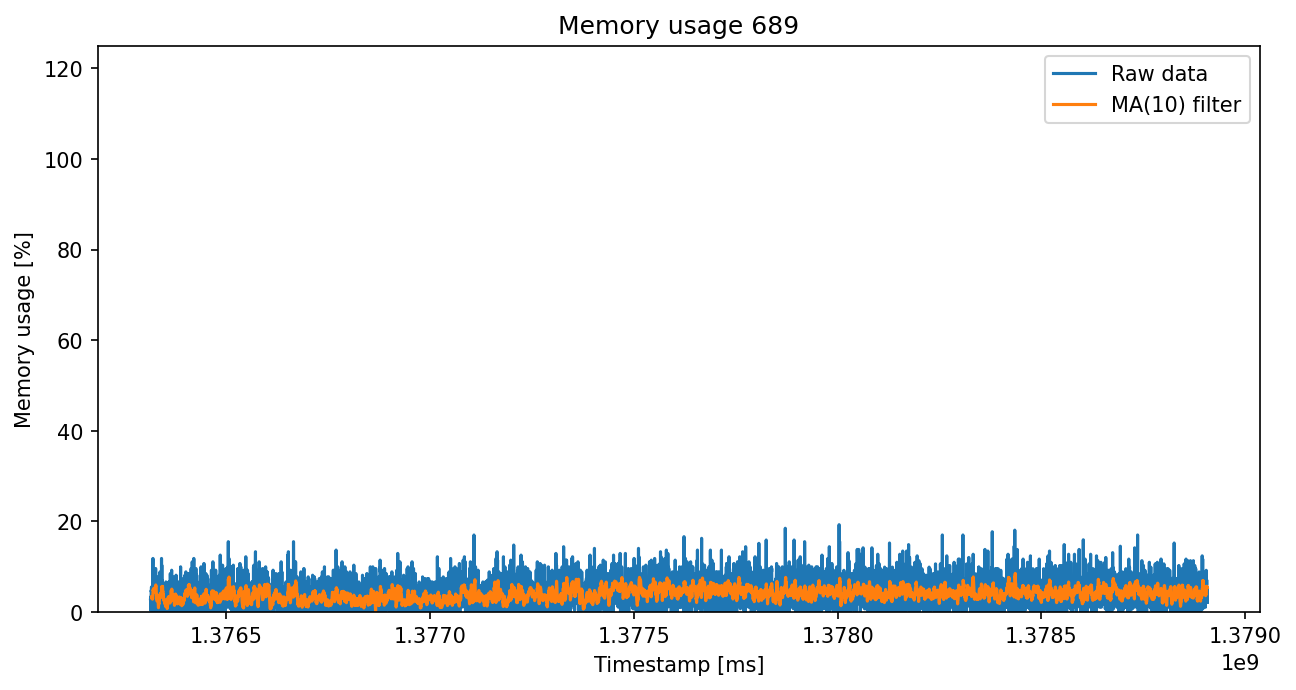 Memory usage 689
Raw data
MA(10) filter
Memory usage [%]
120
100
80
60
40
20
0
1.3765 1.3770 1.3775 1.3780 1.3785 1.3790
1e9
Timestamp [ms]